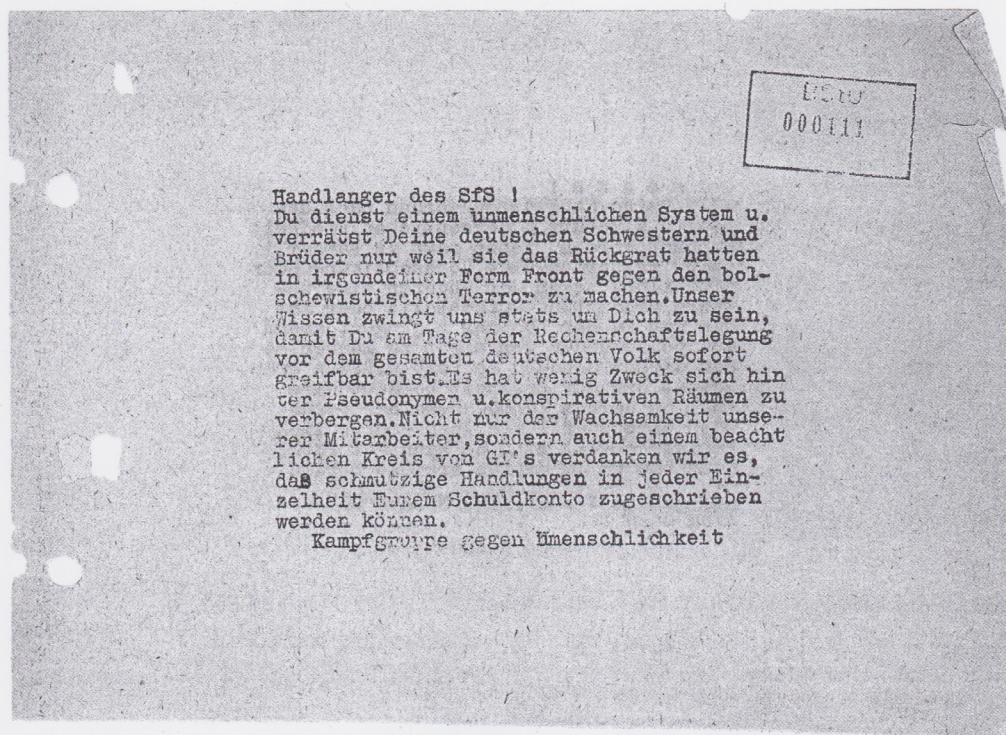 BStU
000111
Handlanger des SfS !
Du dienst einem unmenschlichen System u.
verrätst Deine deutschen Schwestern und
Brüder nur weil sie das Rückgrat hatten
in irgendeiner Form Front gegen den bol-
schewistischen Terror zu machen.Unser
Wissen zwingt uns stets um Dich zu sein,
damit Du am Tage der Rechenschaftslegung
vor dem gesamten deutschen Volk sofort
greifbar bist.Es hat wenig Zweck sich hin
ter Pseudonymen u.konspirativen Räumen zu
verbergen.Nicht nur der Wachsamkeit unse-
rer Mitarbeiter,sondern auch einem beacht
lichen Kreis von GI's verdanken wir es,
daß schmutzige Handlungen in jeder Ein-
zelheit Eurem Schuldkonto zugeschrieben
werden können.
Kampfgruppe gegen Umenschlichkeit